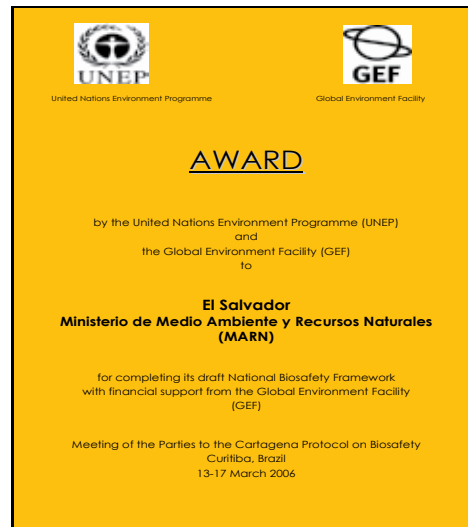 UNEP
GEF
United Nations Environment Programme
Global Environment Facility
AWARD
by the United Nations Environment Programme (UNEP)
and
the Global Environment Facility (GEF)
to
El Salvador
Ministerio de Medio Ambiente y Recursos Naturales
(MARN)
for completing its draft National Biosafety Framework
with financial support from the Global Environment Facility
(GEF)
Meeting of the Parties to the Cartagena Protocol on Biosafety
Curitiba, Brazil
13-17 March 2006